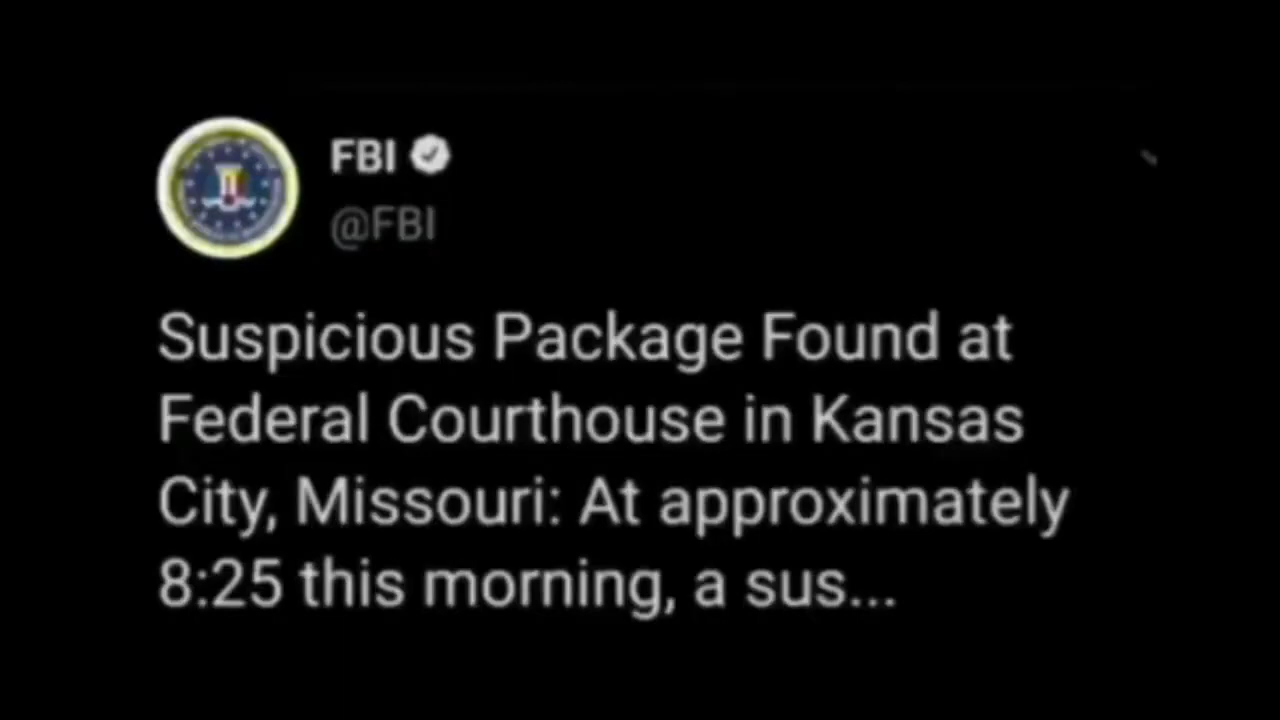 FBI
@FBI
Suspicious Package Found at
Federal Courthouse in Kansas
City, Missouri: At approximately
8:25 this morning, a sus...